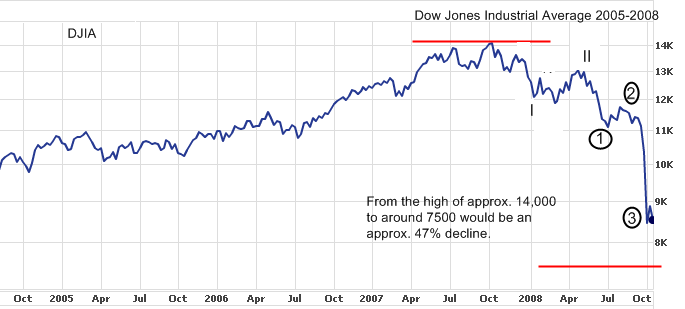 Dow Jones Industrial Average 2005-2008
DJIA
14K
13K
12K
11K
10K
9K
8K
II
I
2
1
3
From the high of approx. 14,000
to around 7500 would be an
approx. 47% decline.
Oct 2005 Apr Jul Oct 2006 Apr Jul Oct 2007 Apr Jul Oct 2008 Apr Jul Oct